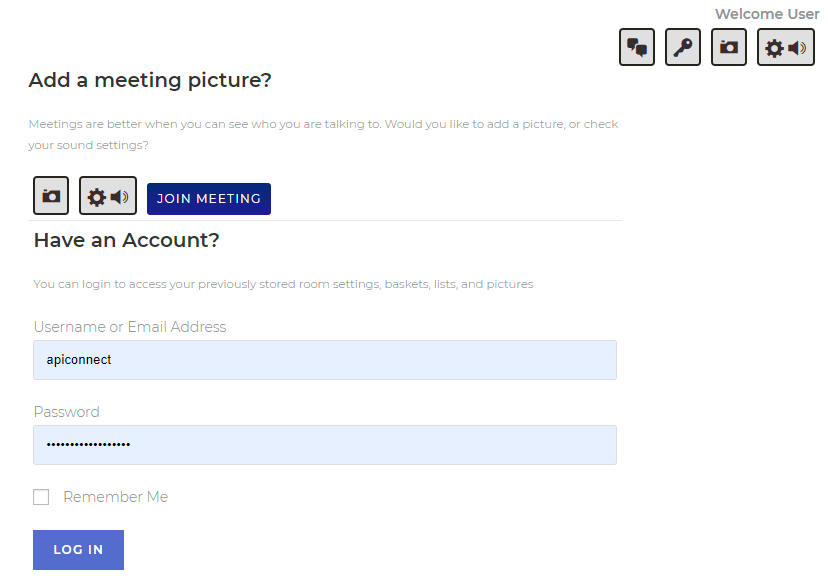 Welcome User
Add a meeting picture?
Meetings are better when you can see who you are talking to. Would you like to add a picture, or check
your sound settings?
JOIN MEETING
Have an Account?
You can login to access your previously stored room settings, baskets, lists, and pictures
Username or Email Address
apiconnect
Password
••••••••••••••••••
Remember Me
LOG IN